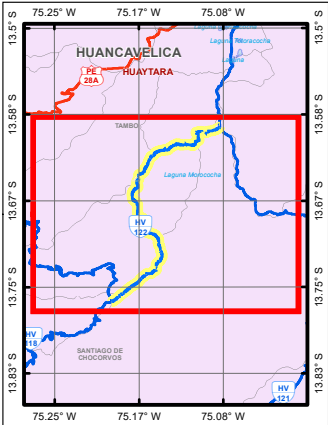 75.25° W 75.17° W 75.08° W
13.5° S
13.5° S
HUANCAVELICA
PE
28A
HUAYTARA
Laguna
13.58° S
13.58° S
TAMBO
Laguna Morococha
13.67° S
13.67° S
HV
122
13.75° S
13.75° S
HV
118
SANTIAGO DE
CHOCORVOS
13.83° S
13.83° S
HV
121
75.25° W 75.17° W 75.08° W